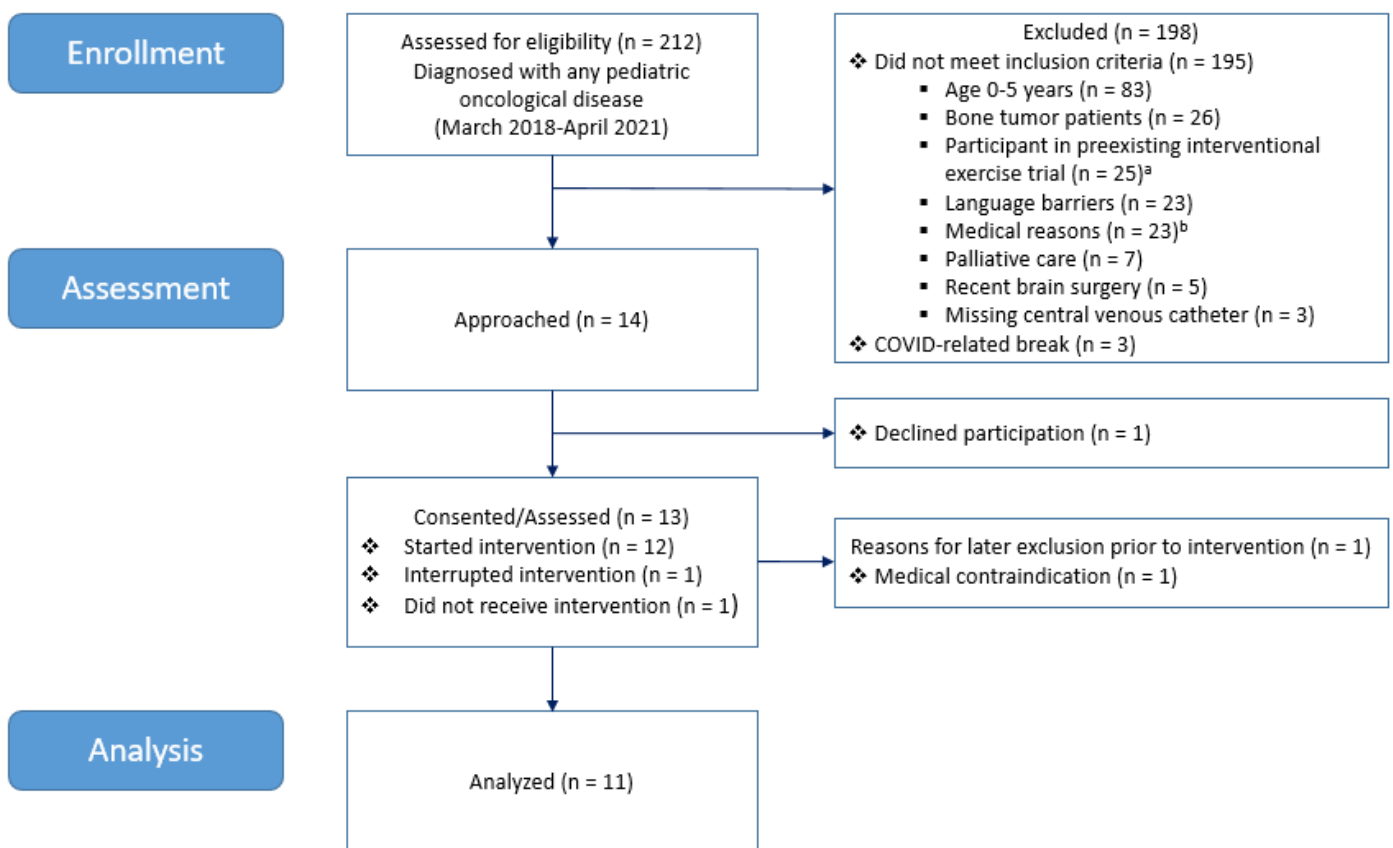 Enrollment
Assessed for eligibility (n = 212)
Diagnosed with any pediatric
oncological disease
(March 2018-April 2021)
Excluded (n = 198)
❖ Did not meet inclusion criteria (n = 195)
▪ Age 0-5 years (n = 83)
▪ Bone tumor patients (n = 26)
▪ Participant in preexisting interventional
exercise trial (n = 25)ᵃ
▪ Language barriers (n = 23)
▪ Medical reasons (n = 23)ᵇ
▪ Palliative care (n = 7)
▪ Recent brain surgery (n = 5)
▪ Missing central venous catheter (n = 3)
❖ COVID-related break (n = 3)
Assessment
Approached (n = 14)
❖ Declined participation (n = 1)
Consented/Assessed (n = 13)
❖ Started intervention (n = 12)
❖ Interrupted intervention (n = 1)
❖ Did not receive intervention (n = 1)
Reasons for later exclusion prior to intervention (n = 1)
❖ Medical contraindication (n = 1)
Analysis
Analyzed (n = 11)